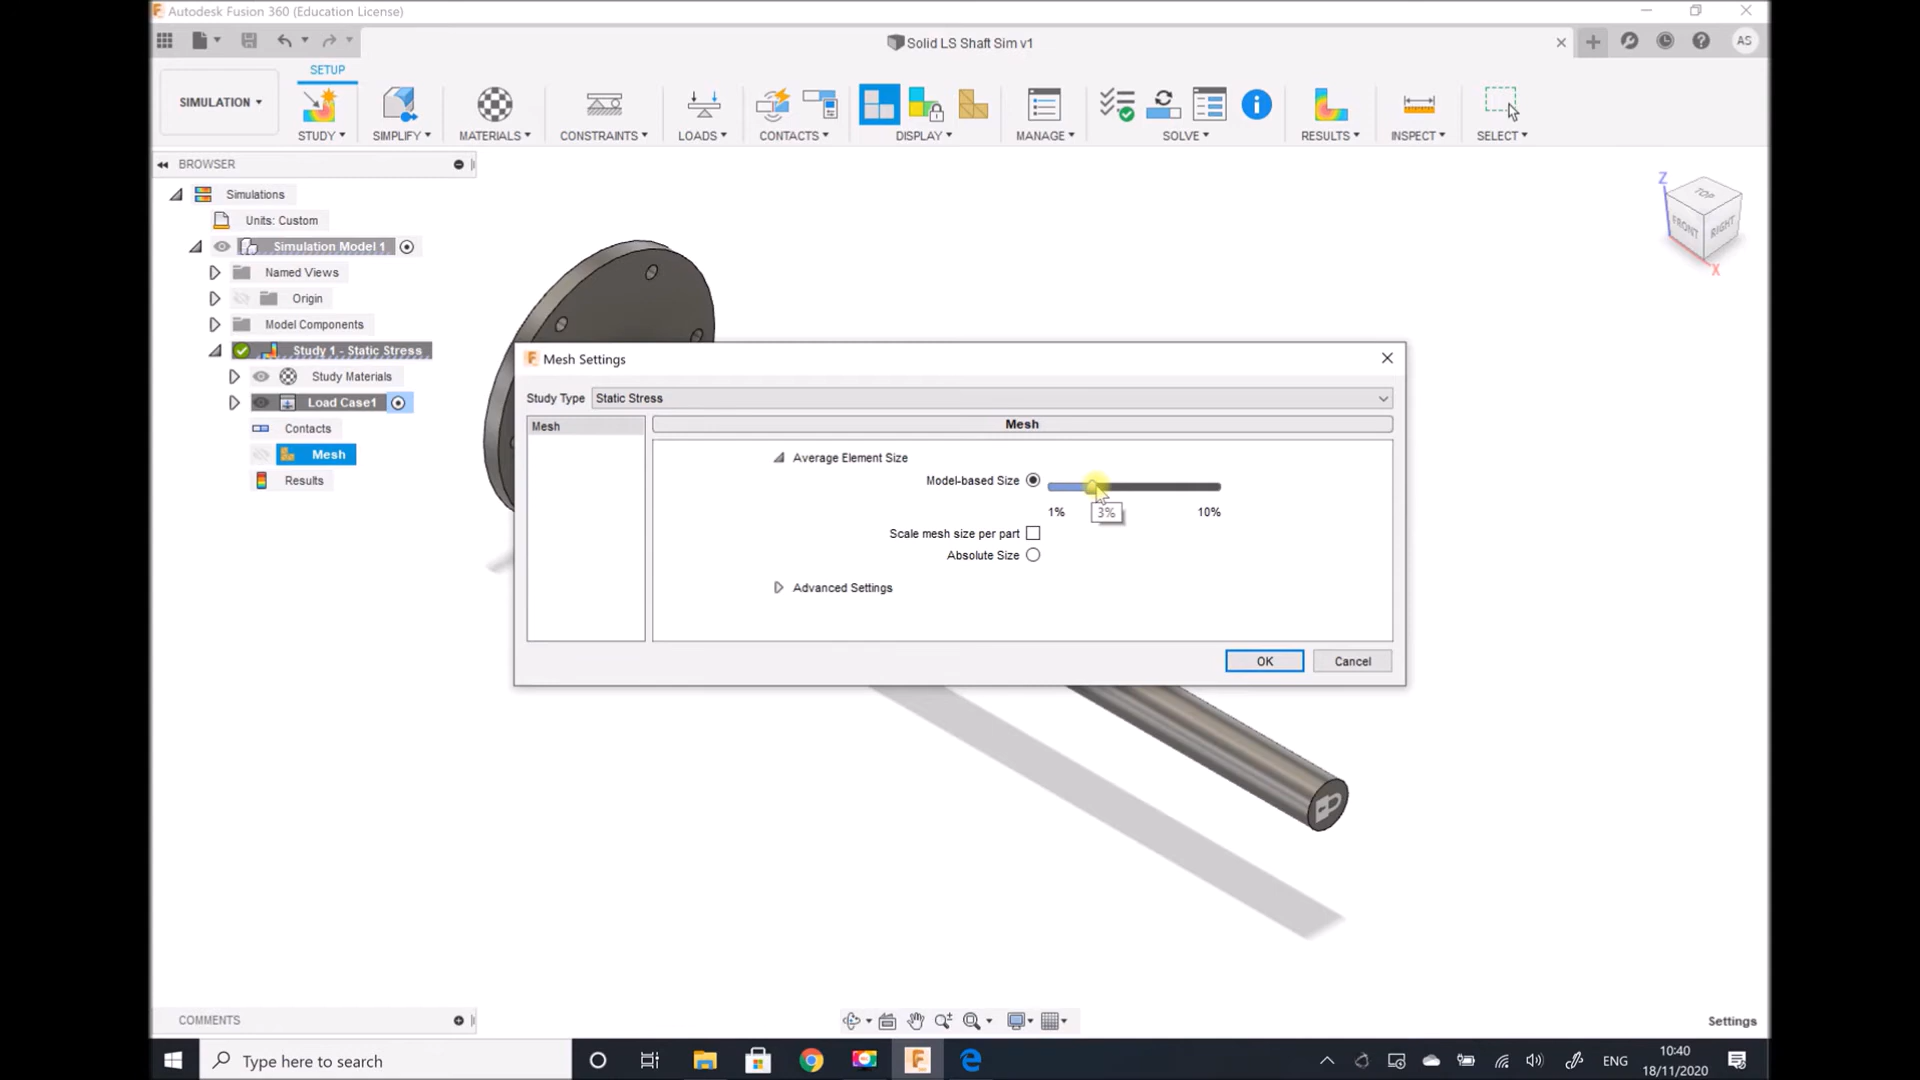 Autodesk Fusion 360 (Education License)
Solid LS Shaft Sim v1
AS
SETUP
SIMULATION
STUDY
SIMPLIFY
MATERIALS
CONSTRAINTS
LOADS
CONTACTS
DISPLAY
MANAGE
SOLVE
RESULTS
INSPECT
SELECT
BROWSER
Simulations
Units: Custom
Simulation Model 1
Named Views
Origin
Model Components
Study 1 - Static Stress
Study Materials
Load Case1
Contacts
Mesh
Results
Z
TOP
FRONT
RIGHT
X
Mesh Settings
Study Type
Static Stress
Mesh
Mesh
Average Element Size
Model-based Size
1%
3%
10%
Scale mesh size per part
Absolute Size
Advanced Settings
OK
Cancel
COMMENTS
Settings
Type here to search
ENG
10:40
18/11/2020